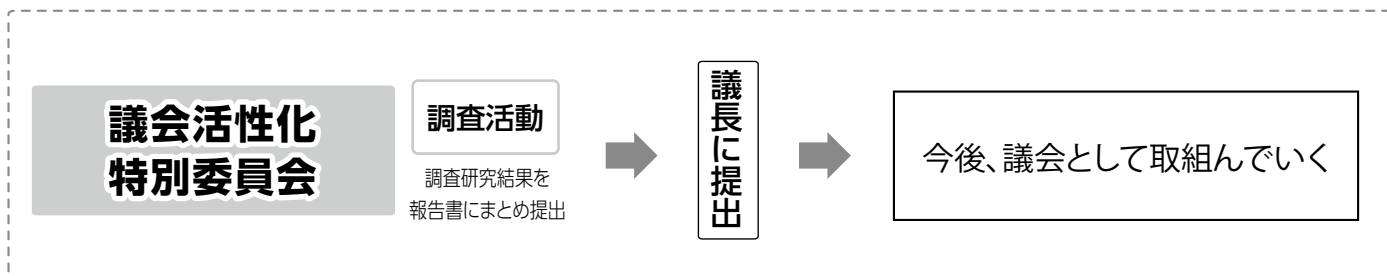 議会活性化
特別委員会
調査活動
調査研究結果を
報告書にまとめ提出
議長に提出
今後、議会として取組んでいく